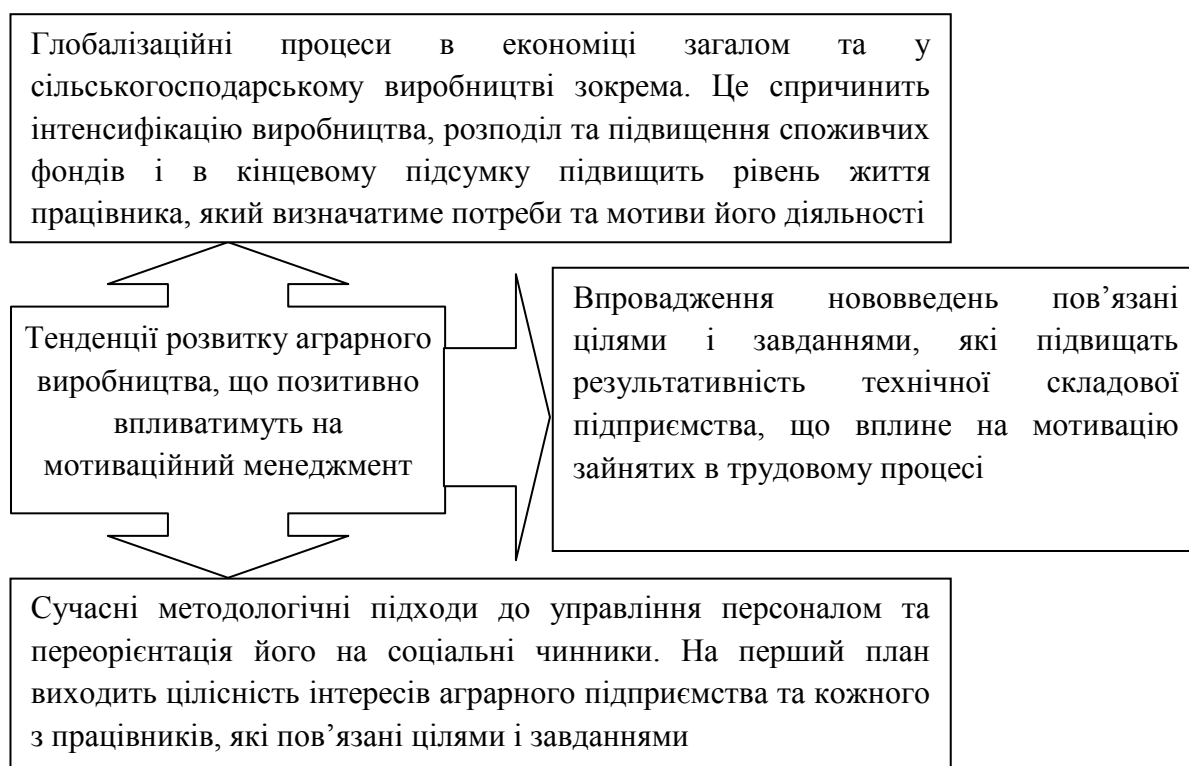 Глобалізаційні процеси в економіці загалом та у
сільськогосподарському виробництві зокрема. Це спричинить
інтенсифікацію виробництва, розподіл та підвищення споживчих
фондів і в кінцевому підсумку підвищить рівень життя
працівника, який визначатиме потреби та мотиви його діяльності
Тенденції розвитку аграрного
виробництва, що позитивно
впливатимуть на
мотиваційний менеджмент
Впровадження нововведень пов’язані
цілями і завданнями, які підвищать
результативність технічної складової
підприємства, що вплине на мотивацію
зайнятих в трудовому процесі
Сучасні методологічні підходи до управління персоналом та
переорієнтація його на соціальні чинники. На перший план
виходить цілісність інтересів аграрного підприємства та кожного
з працівників, які пов’язані цілями і завданнями